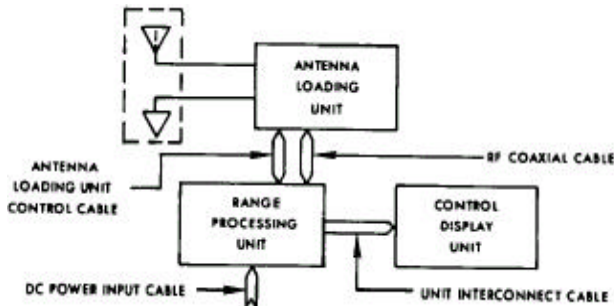 ANTENNA
LOADING
UNIT
ANTENNA
LOADING UNIT
CONTROL CABLE
RF COAXIAL CABLE
RANGE
PROCESSING
UNIT
CONTROL
DISPLAY
UNIT
DC POWER INPUT CABLE
UNIT INTERCONNECT CABLE